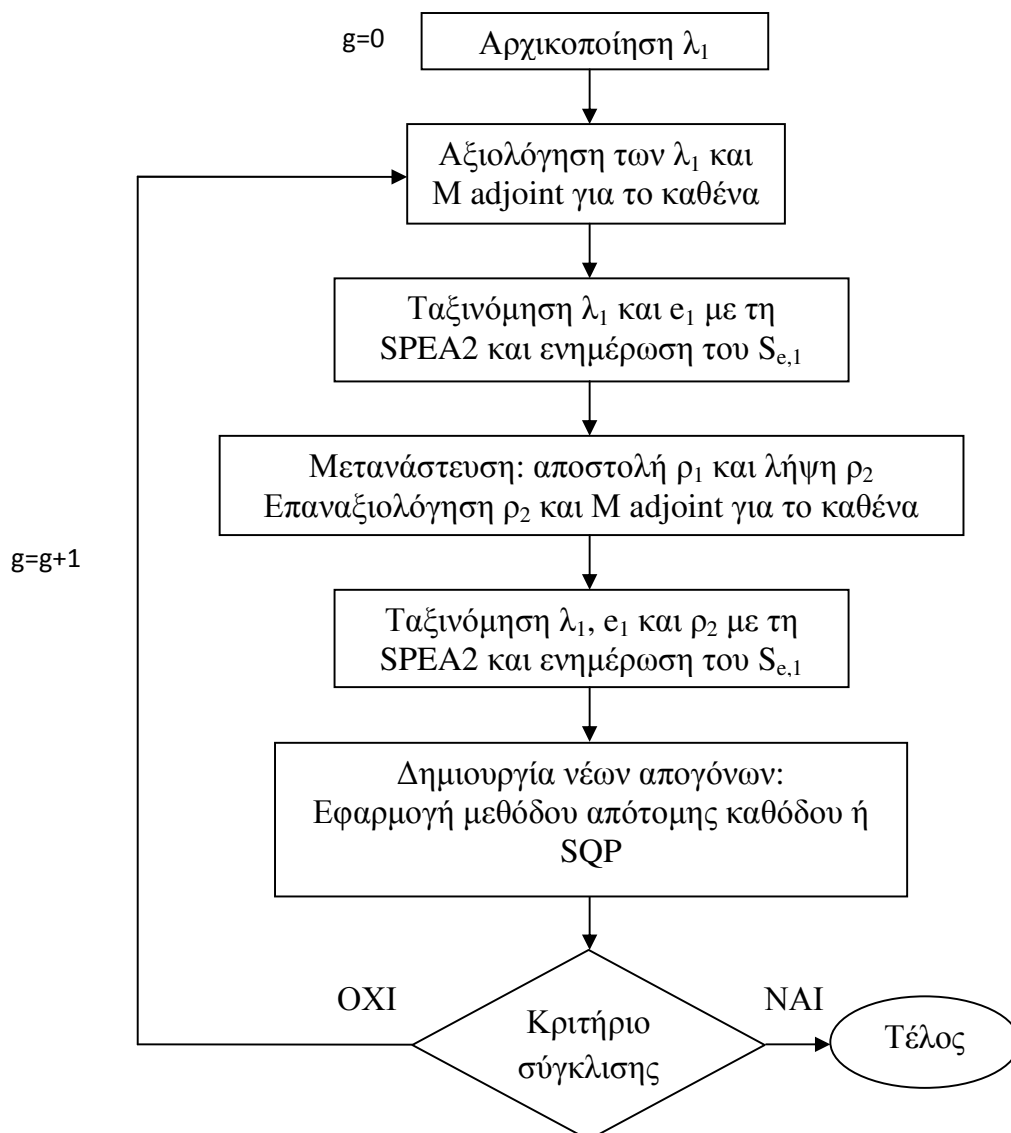 g=0
Αρχικοποίηση λ₁
Αξιολόγηση των λ₁ και
M adjoint για το καθένα
Ταξινόμηση λ₁ και e₁ με τη
SPEA2 και ενημέρωση του Sₑ,₁
Μετανάστευση: αποστολή ρ₁ και λήψη ρ₂
Επαναξιολόγηση ρ₂ και M adjoint για το καθένα
g=g+1
Ταξινόμηση λ₁, e₁ και ρ₂ με τη
SPEA2 και ενημέρωση του Sₑ,₁
Δημιουργία νέων απογόνων:
Εφαρμογή μεθόδου απότομης καθόδου ή
SQP
ΟΧΙ
ΝΑΙ
Κριτήριο
σύγκλισης
Τέλος